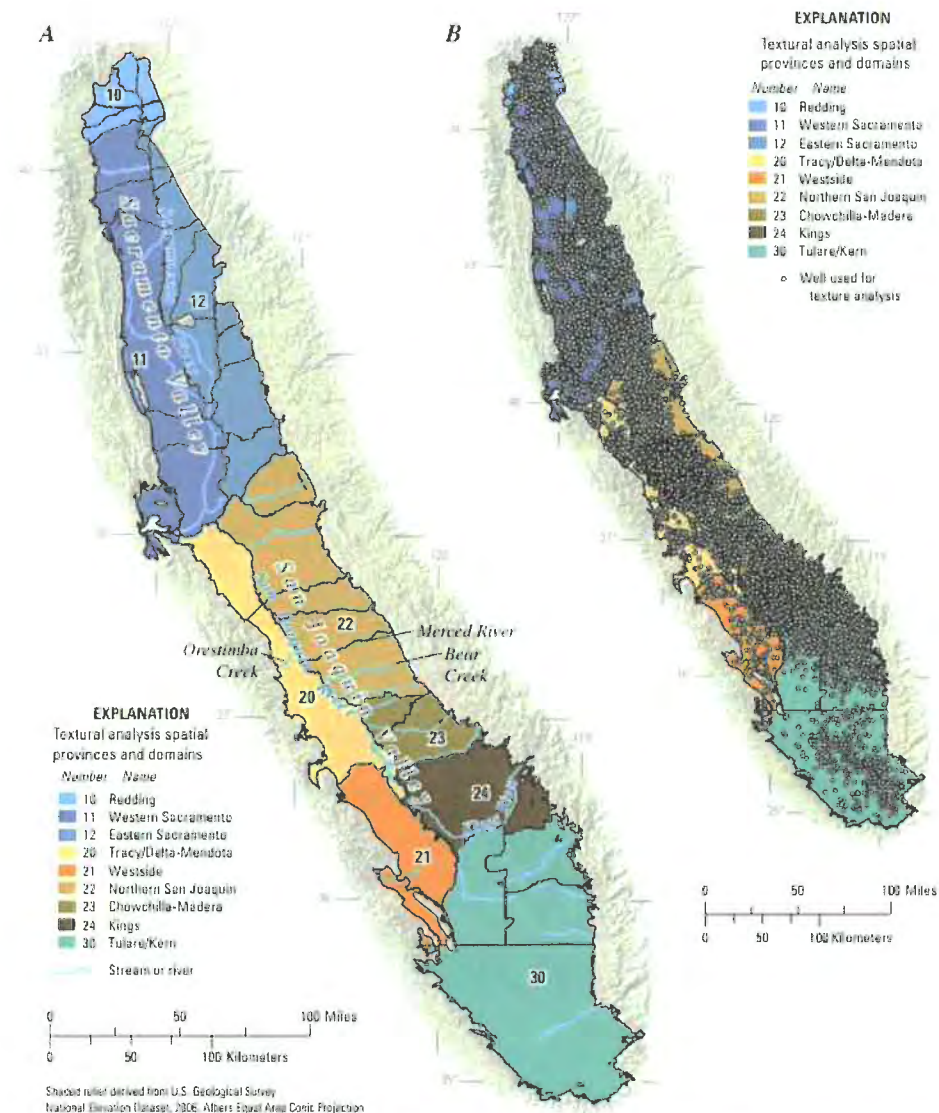 A
10
12
11
Sacramento Valley
22
San Joaquin Valley
Merced River
Bear
Creek
Orestimba
Creek
20
23
24
21
30
EXPLANATION
Textural analysis spatial
provinces and domains
Number Name
10 Redding
11 Western Sacramento
12 Eastern Sacramento
20 Tracy/Delta-Mendota
21 Westside
22 Northern San Joaquin
23 Chowchilla-Madera
24 Kings
30 Tulare/Kern
Stream or river
0 50 100 Miles
0 50 100 Kilometers
Shaded relief derived from U.S. Geological Survey
National Elevation Dataset, 2006. Albers Equal Area Conic Projection
B
EXPLANATION
Textural analysis spatial
provinces and domains
Number Name
10 Redding
11 Western Sacramento
12 Eastern Sacramento
20 Tracy/Delta-Mendota
21 Westside
22 Northern San Joaquin
23 Chowchilla-Madera
24 Kings
30 Tulare/Kern
Well used for
texture analysis
0 50 100 Miles
0 50 100 Kilometers